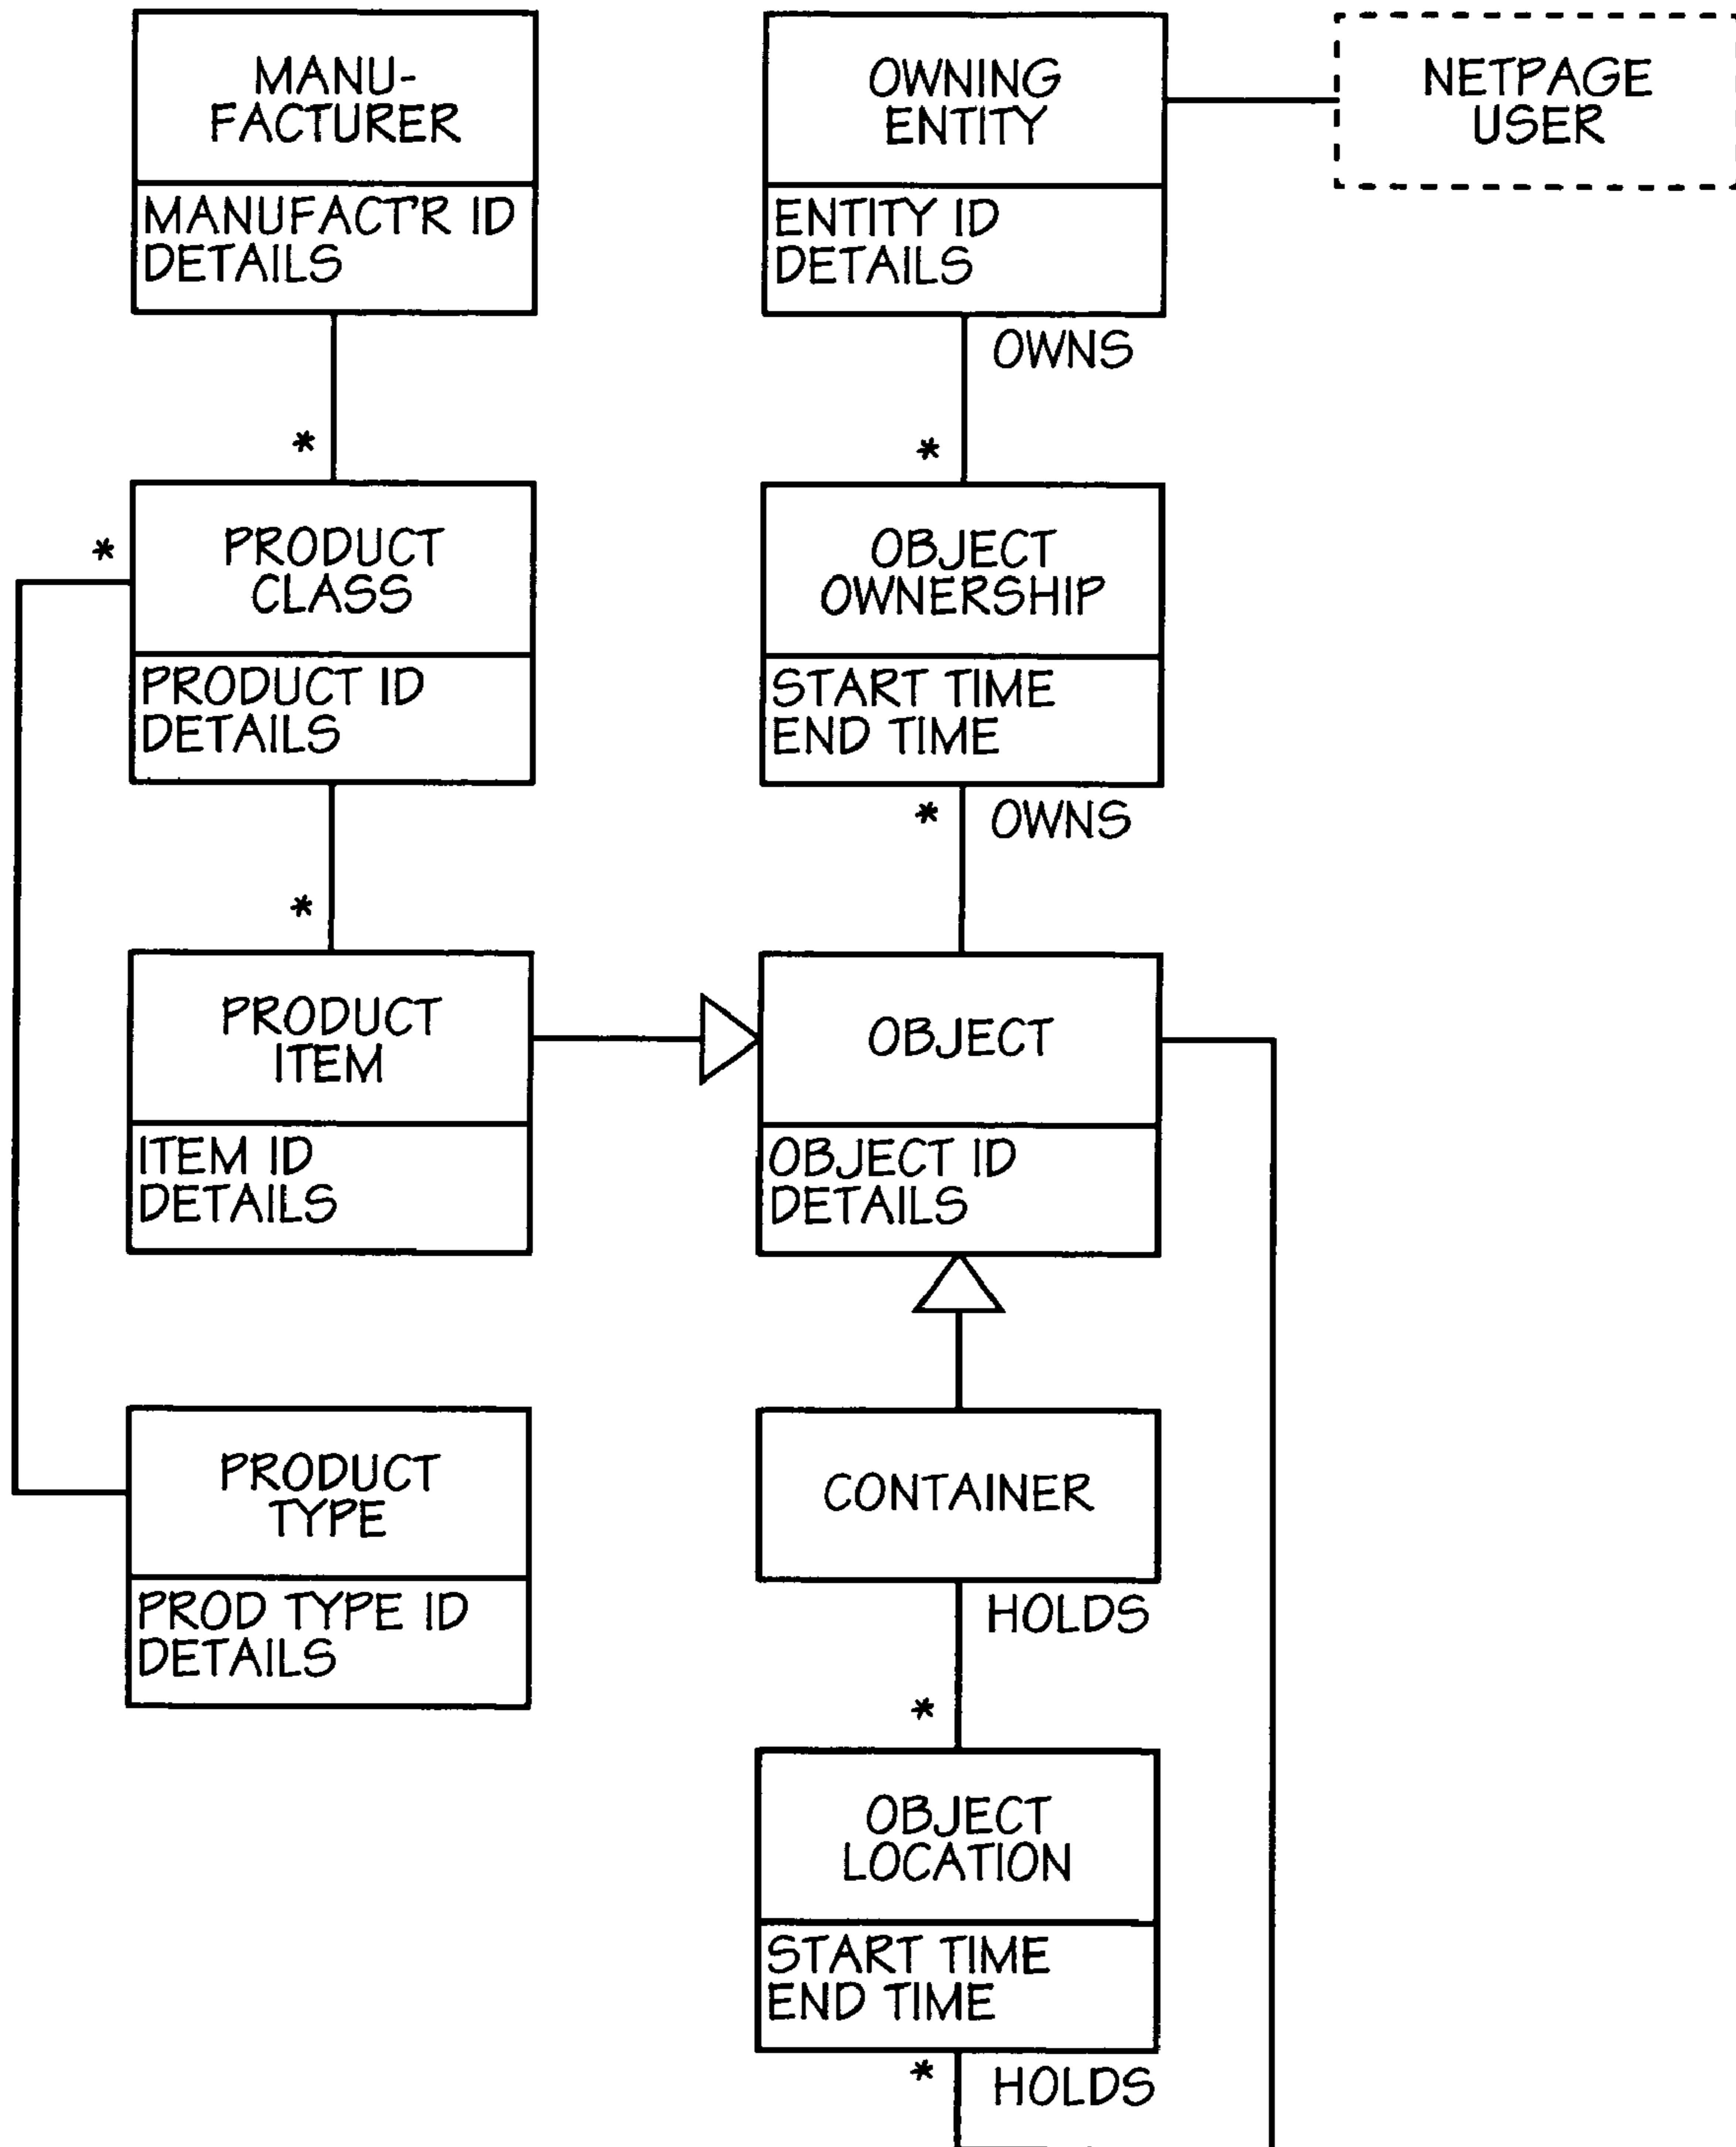 MANU-
FACTURER
MANUFACT'R ID
DETAILS
OWNING
ENTITY
ENTITY ID
DETAILS
NETPAGE
USER
OWNS
*
*
PRODUCT
CLASS
PRODUCT ID
DETAILS
*
OBJECT
OWNERSHIP
START TIME
END TIME
* OWNS
*
PRODUCT
ITEM
ITEM ID
DETAILS
OBJECT
OBJECT ID
DETAILS
PRODUCT
TYPE
PROD TYPE ID
DETAILS
CONTAINER
HOLDS
*
OBJECT
LOCATION
START TIME
END TIME
* HOLDS